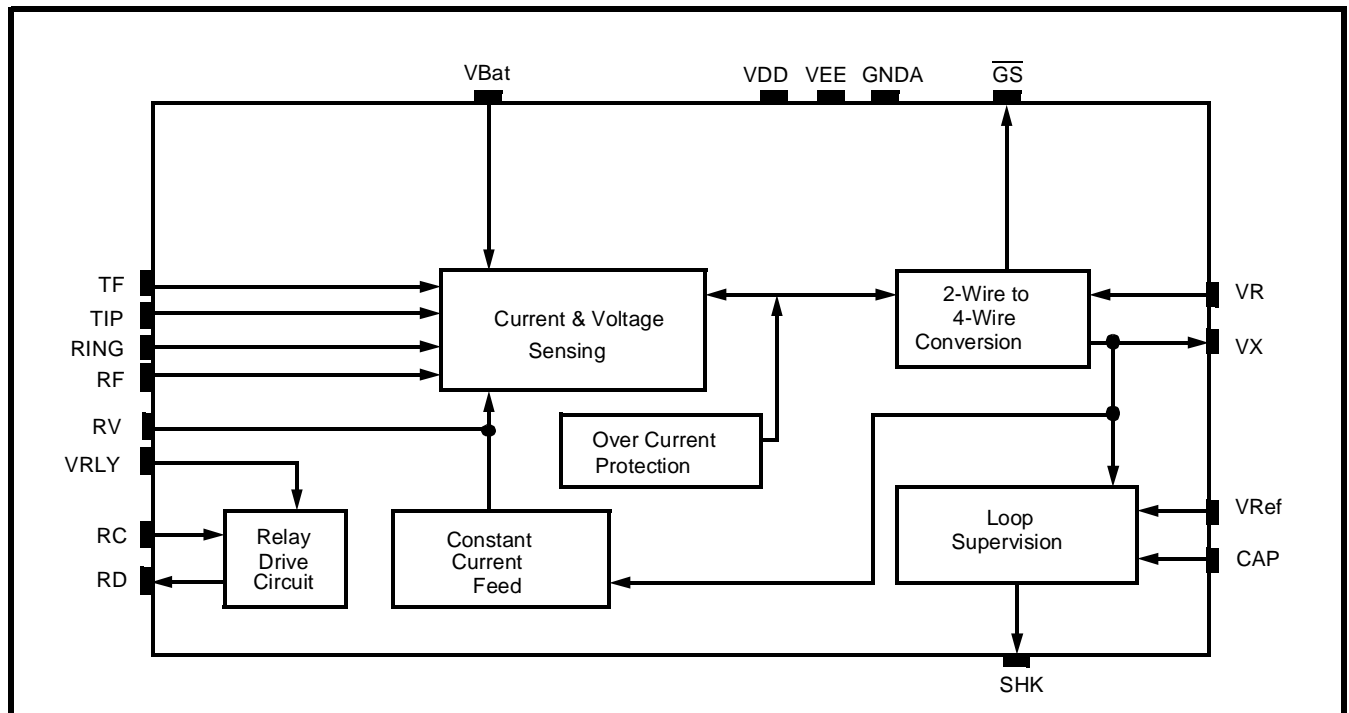 VBat
VDD
VEE
GNDA
GS
TF
TIP
RING
RF
RV
VRLY
RC
RD
Current & Voltage
Sensing
2-Wire to
4-Wire
Conversion
VR
VX
Over Current
Protection
Relay
Drive
Circuit
Constant
Current
Feed
Loop
Supervision
VRef
CAP
SHK